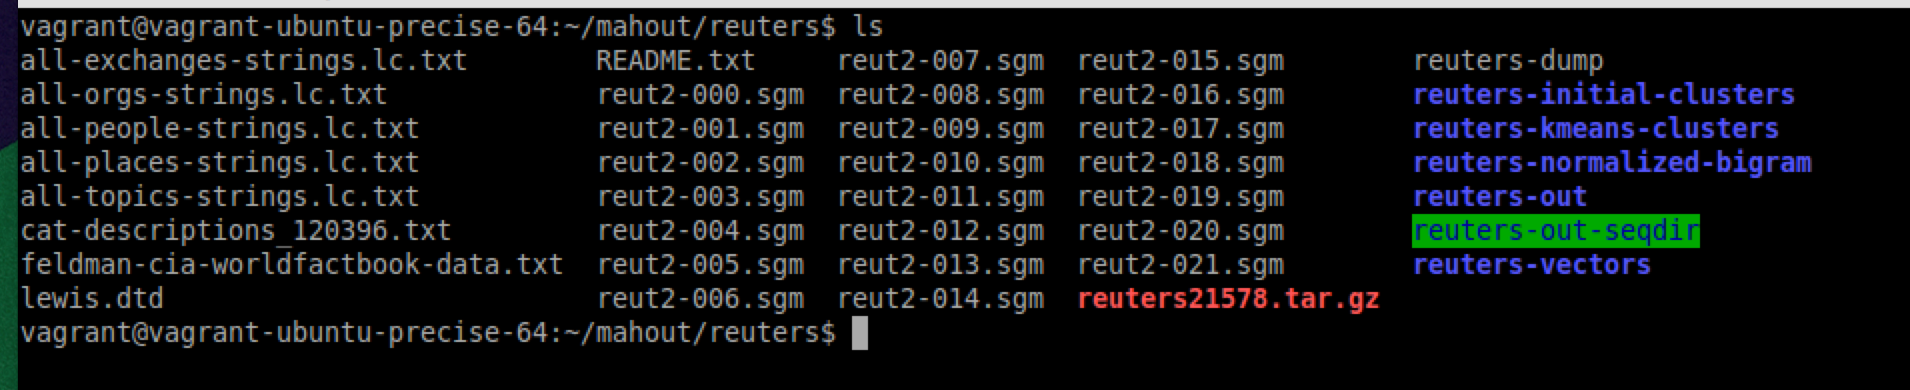 vagrant@vagrant-ubuntu-precise-64:~/mahout/reuters$ ls
all-exchanges-strings.lc.txt README.txt reut2-007.sgm reut2-015.sgm reuters-dump
all-orgs-strings.lc.txt reut2-000.sgm reut2-008.sgm reut2-016.sgm reuters-initial-clusters
all-people-strings.lc.txt reut2-001.sgm reut2-009.sgm reut2-017.sgm reuters-kmeans-clusters
all-places-strings.lc.txt reut2-002.sgm reut2-010.sgm reut2-018.sgm reuters-normalized-bigram
all-topics-strings.lc.txt reut2-003.sgm reut2-011.sgm reut2-019.sgm reuters-out
cat-descriptions_120396.txt reut2-004.sgm reut2-012.sgm reut2-020.sgm reuters-out-seqdir
feldman-cia-worldfactbook-data.txt reut2-005.sgm reut2-013.sgm reut2-021.sgm reuters-vectors
lewis.dtd reut2-006.sgm reut2-014.sgm reuters21578.tar.gz
vagrant@vagrant-ubuntu-precise-64:~/mahout/reuters$